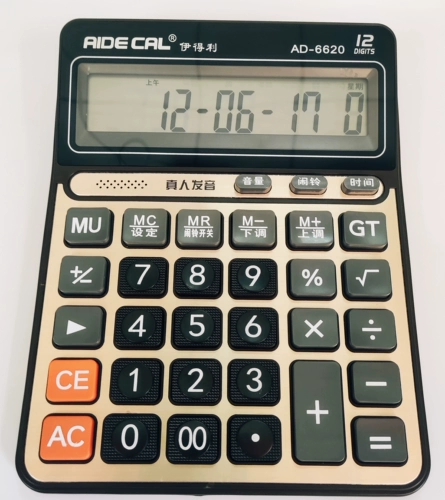 AIDE CAL® 伊得利 AD-6620 12 DIGITS
上午 星期
12-06-17 0
真人发音 音量 闹铃 时间
MU MC 设定 MR 闹铃开关 M- 下调 M+ 上调 GT
+/- 7 8 9 % √
▶ 4 5 6 × ÷
CE 1 2 3 + −
AC 0 00 • =